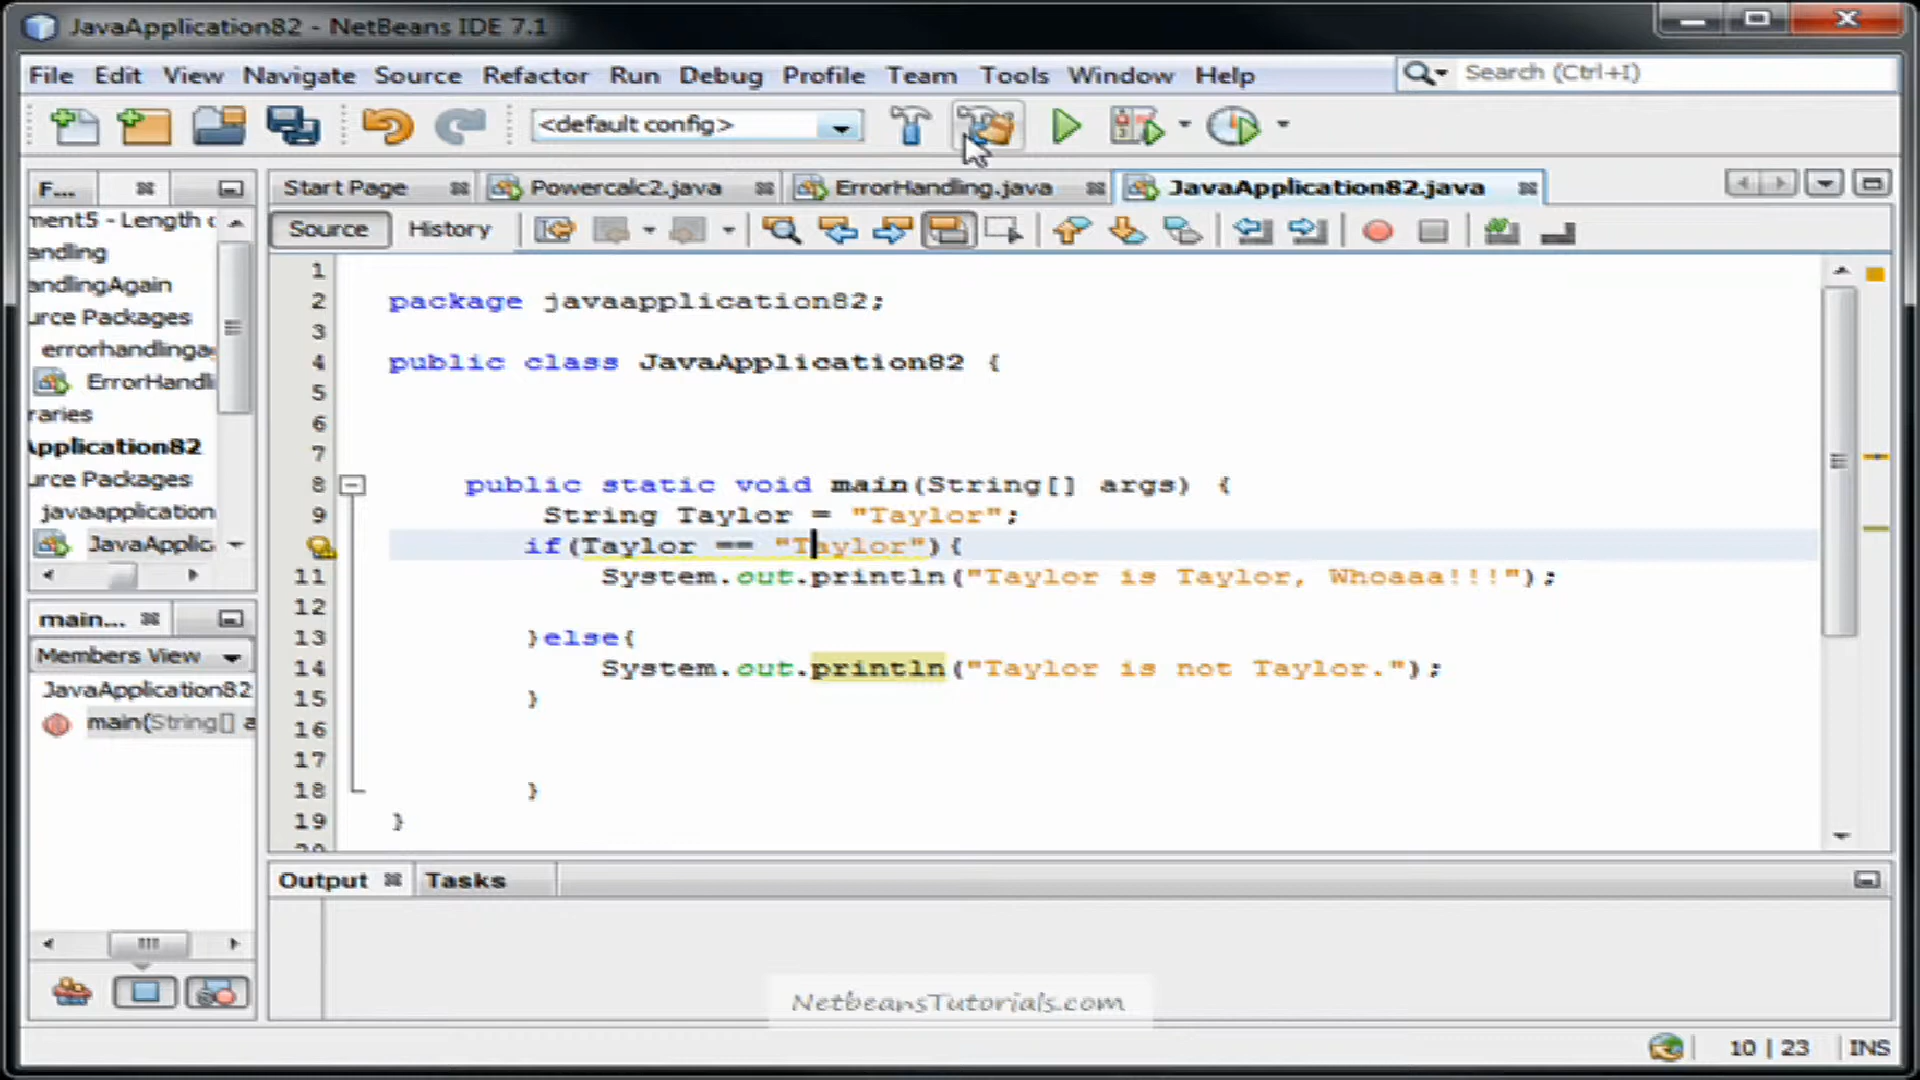 JavaApplication82 - NetBeans IDE 7.1
File Edit View Navigate Source Refactor Run Debug Profile Team Tools Window Help
Search (Ctrl+I)
<default config>
F...
Start Page
Powercalc2.java
ErrorHandling.java
JavaApplication82.java
ment5 - Length
andling
andlingAgain
urce Packages
errorhandlinga
ErrorHandli
raries
Application82
urce Packages
javaapplication
JavaApplic
Source History
1
2 package javaapplication82;
3
4 public class JavaApplication82 {
5
6
7
8 public static void main(String[] args) {
9 String Taylor = "Taylor";
if(Taylor == "Taylor"){
11 System.out.println("Taylor is Taylor, Whoaaa!!!");
12
13 }else{
14 System.out.println("Taylor is not Taylor.");
15 }
16
17
18 }
19 }
main...
Members View
JavaApplication82
main(String[] a
Output Tasks
NetbeansTutorials.com
10 | 23 INS